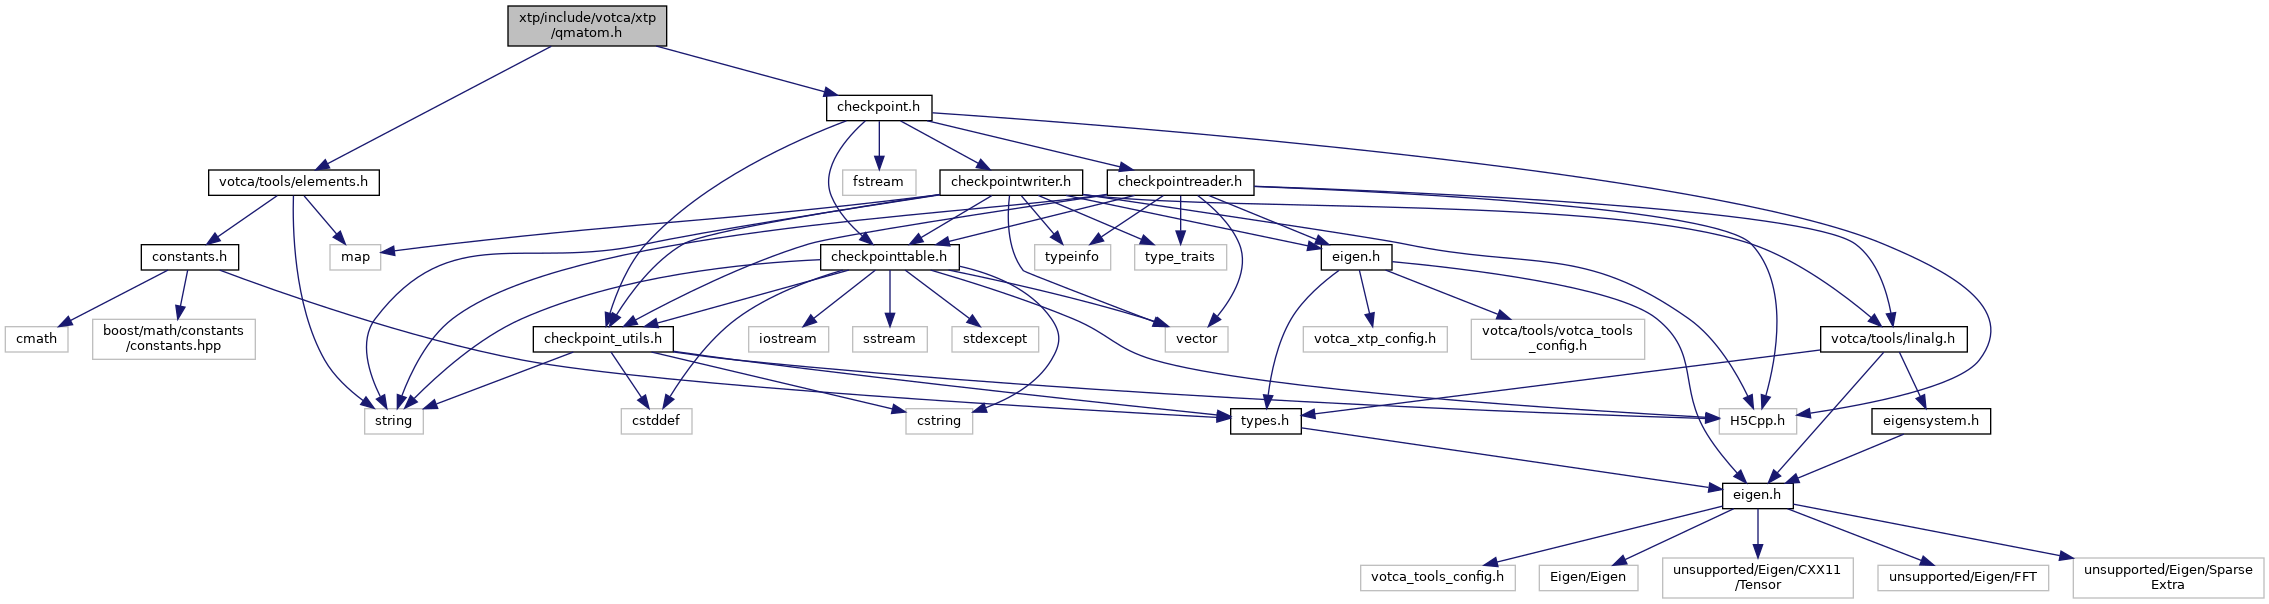 xtp/include/votca/xtp
/qmatom.h
checkpoint.h
votca/tools/elements.h
fstream
checkpointwriter.h
checkpointreader.h
constants.h
map
checkpointtable.h
typeinfo
type_traits
eigen.h
cmath
boost/math/constants
/constants.hpp
checkpoint_utils.h
iostream
sstream
stdexcept
vector
votca_xtp_config.h
votca/tools/votca_tools
_config.h
votca/tools/linalg.h
string
cstddef
cstring
types.h
H5Cpp.h
eigensystem.h
eigen.h
votca_tools_config.h
Eigen/Eigen
unsupported/Eigen/CXX11
/Tensor
unsupported/Eigen/FFT
unsupported/Eigen/Sparse
Extra